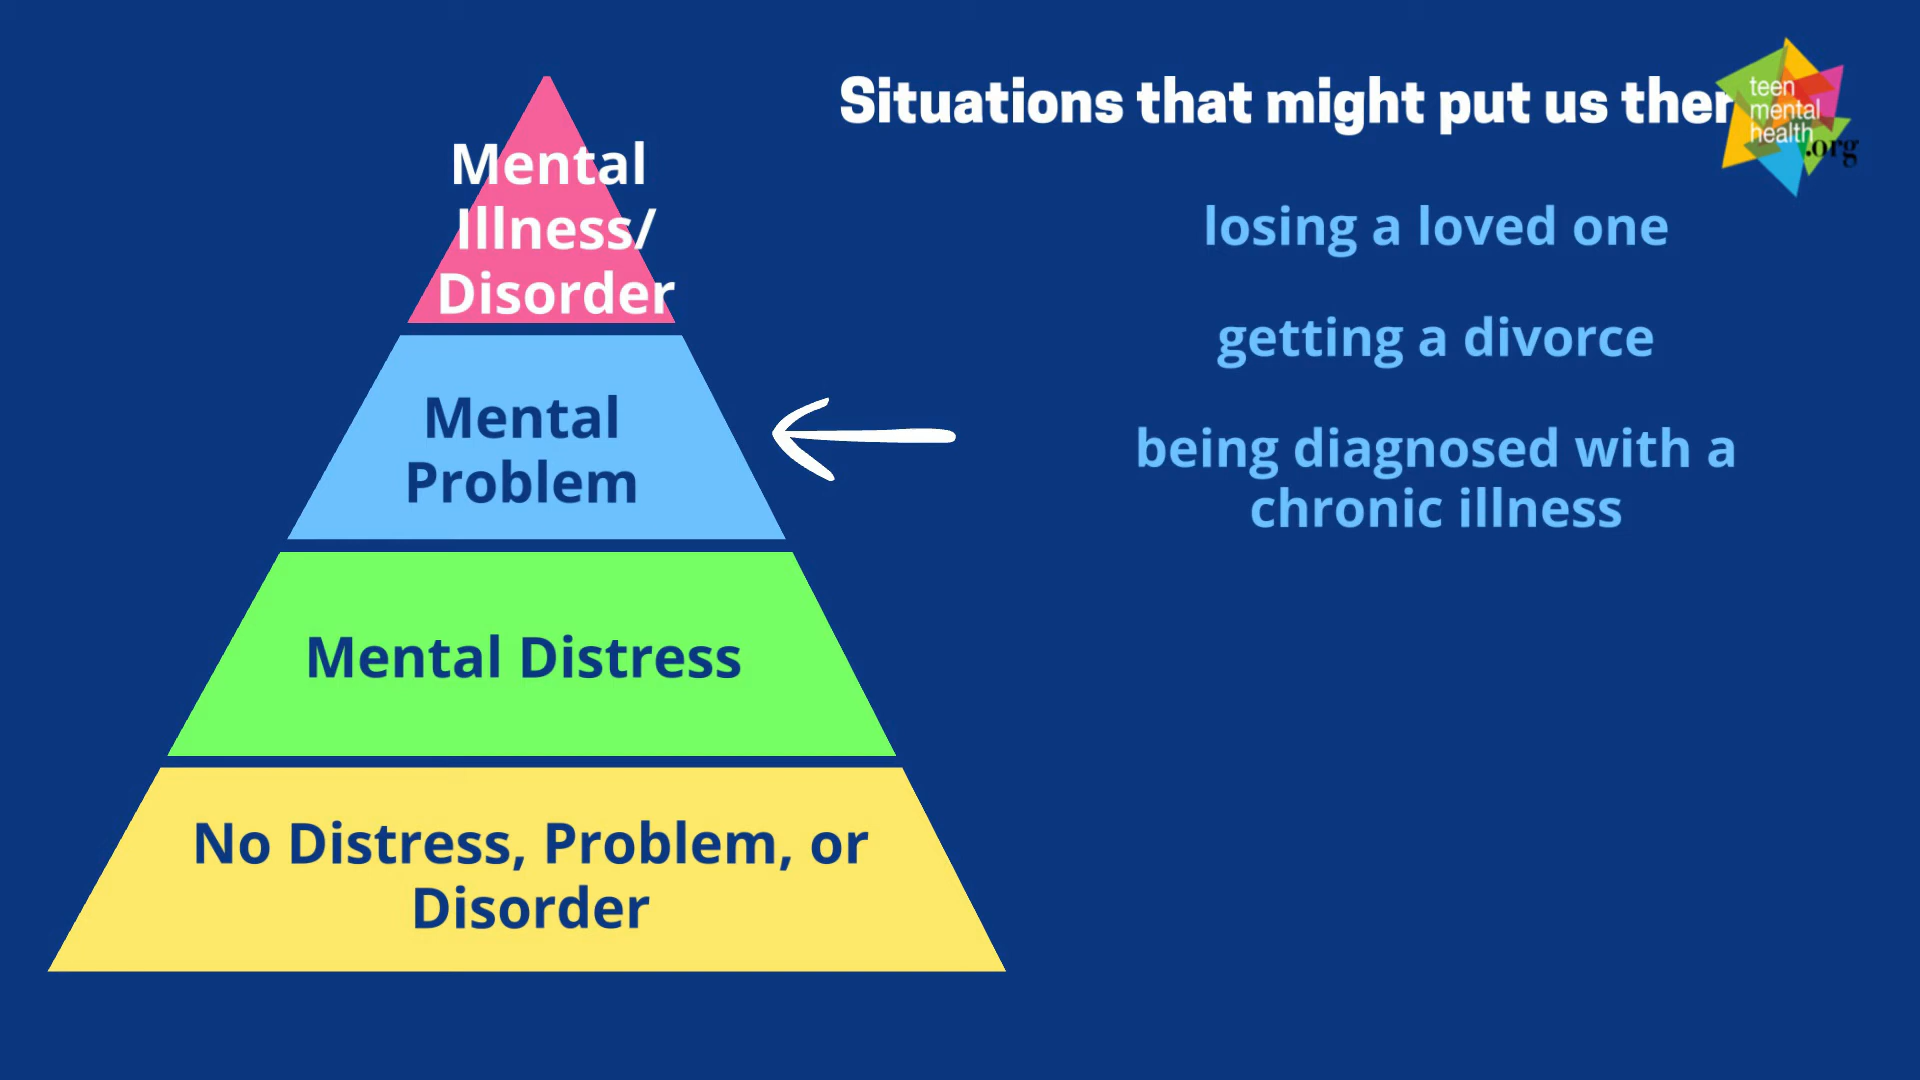 Situations that might put us ther
teen
mental
health
.org
Mental
Illness/
Disorder
losing a loved one
getting a divorce
being diagnosed with a
chronic illness
Mental
Problem
Mental Distress
No Distress, Problem, or
Disorder